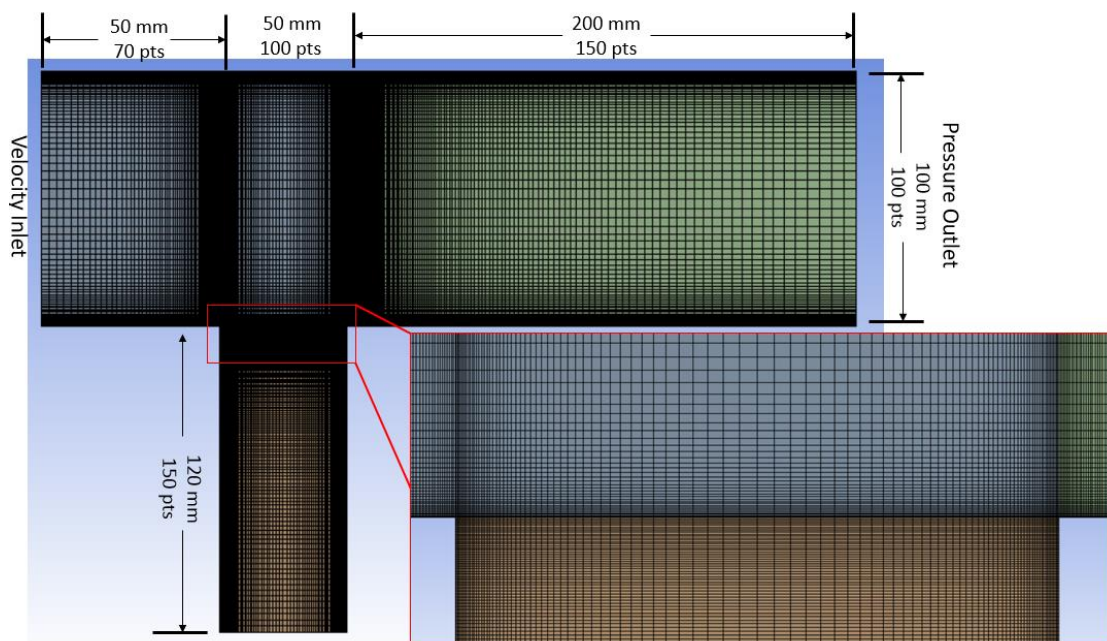 50 mm
70 pts
50 mm
100 pts
200 mm
150 pts
Velocity Inlet
Pressure Outlet
100 mm
100 pts
120 mm
150 pts